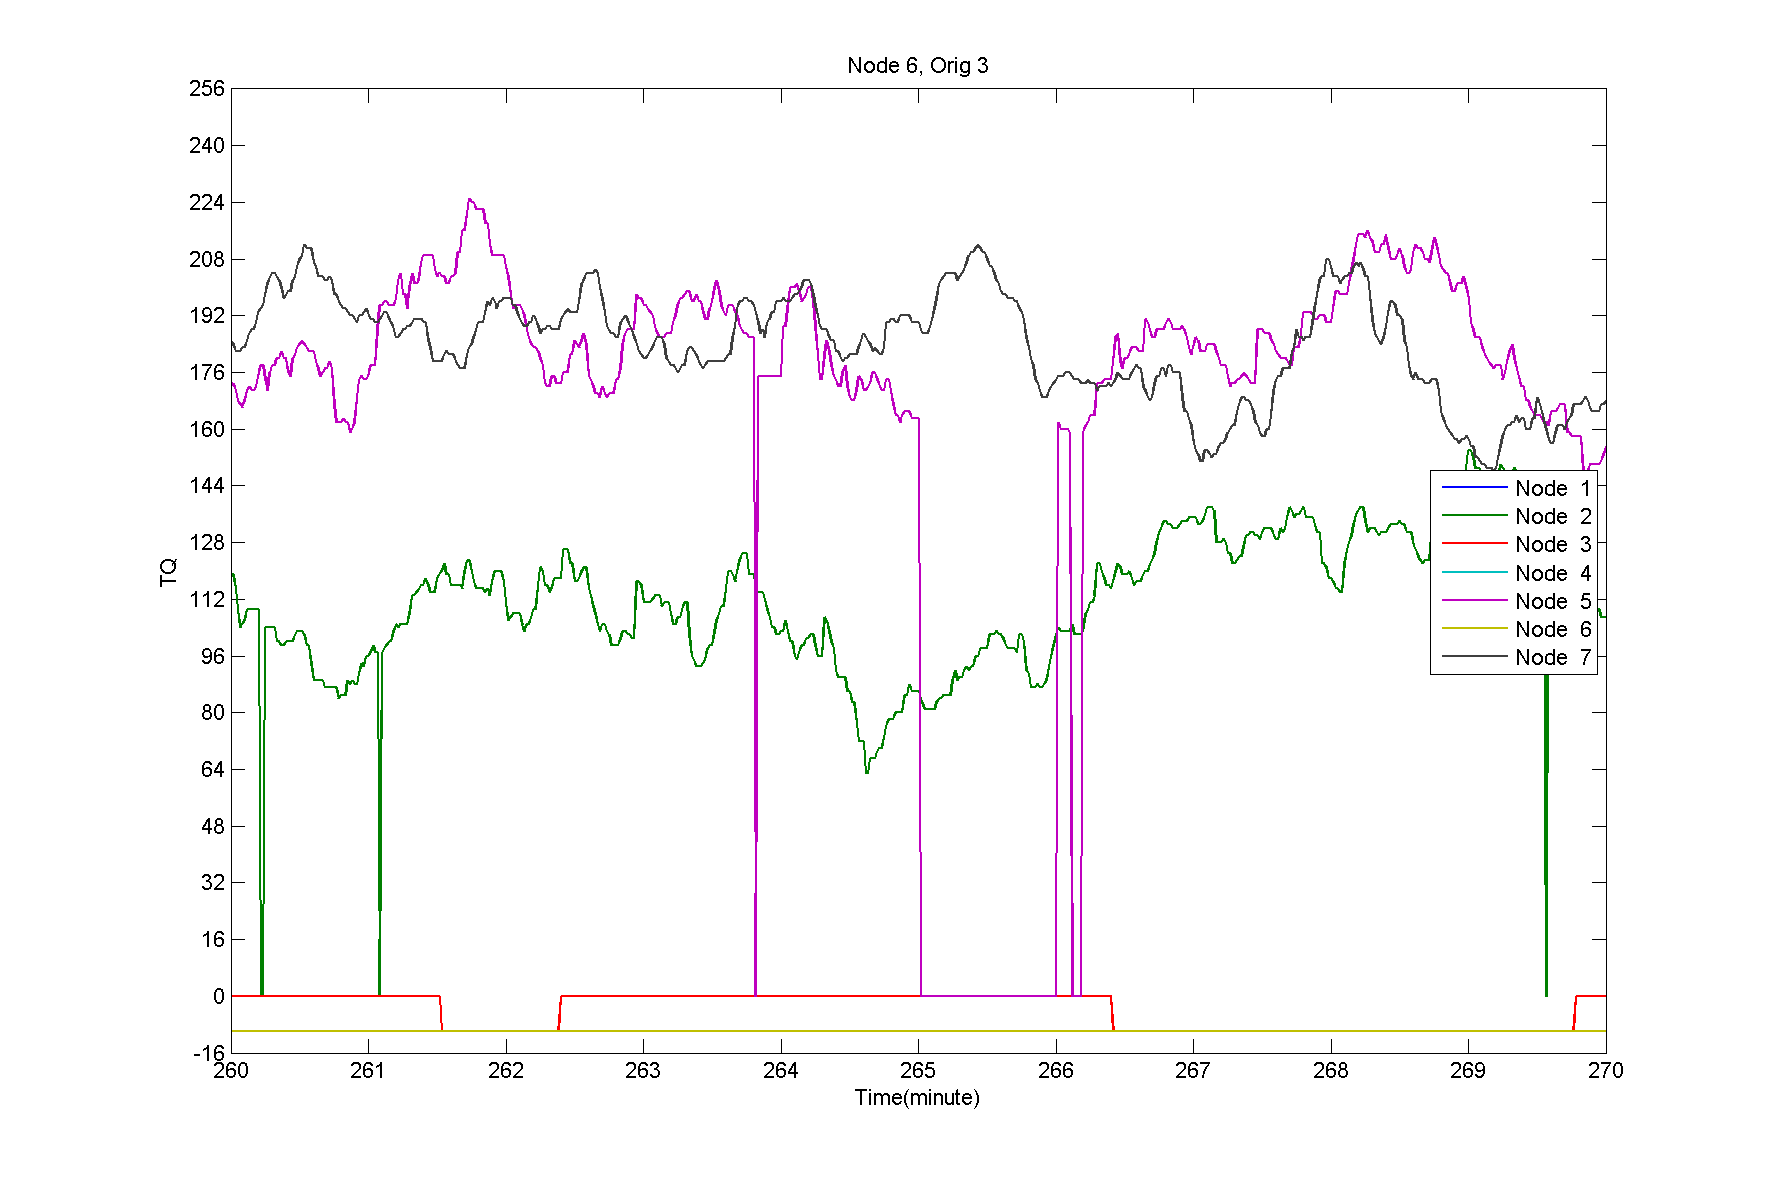 Node 6, Orig 3
256
240
224
208
192
176
160
144
128
112
96
80
64
48
32
16
0
-16
TQ
Node 1
Node 2
Node 3
Node 4
Node 5
Node 6
Node 7
260 261 262 263 264 265 266 267 268 269 270
Time(minute)